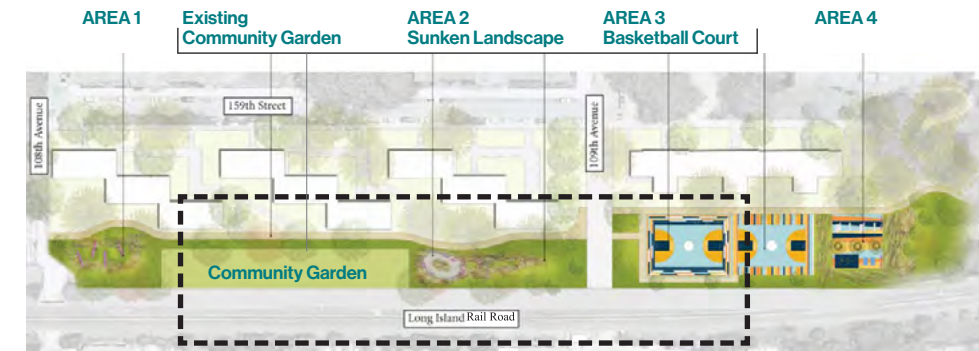 AREA 1
Existing
Community Garden
AREA 2
Sunken Landscape
AREA 3
Basketball Court
AREA 4
159th Street
108th Avenue
109th Avenue
Community Garden
Long Island Rail Road